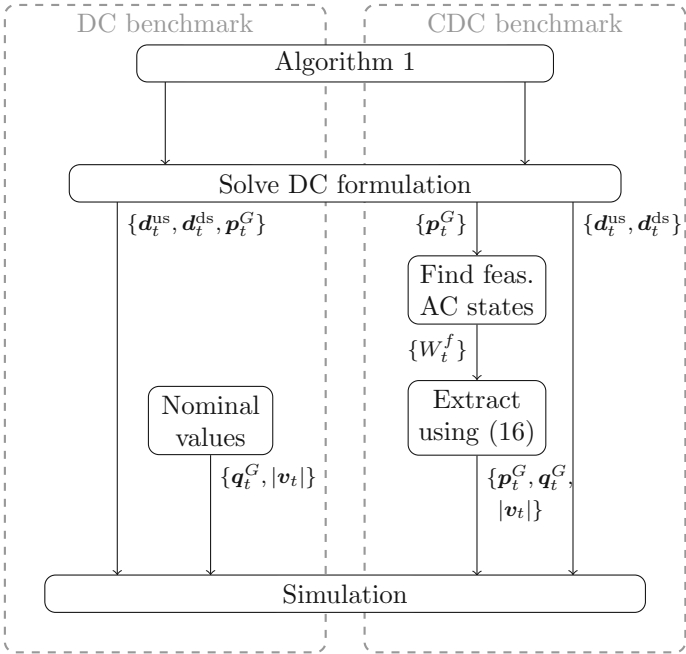 DC benchmark
CDC benchmark
Algorithm 1
Solve DC formulation
{d_t^us, d_t^ds, p_t^G}
{p_t^G}
{d_t^us, d_t^ds}
Find feas.
AC states
{W_t^f}
Nominal
values
Extract
using (16)
{q_t^G, |v_t|}
{p_t^G, q_t^G,
|v_t|}
Simulation